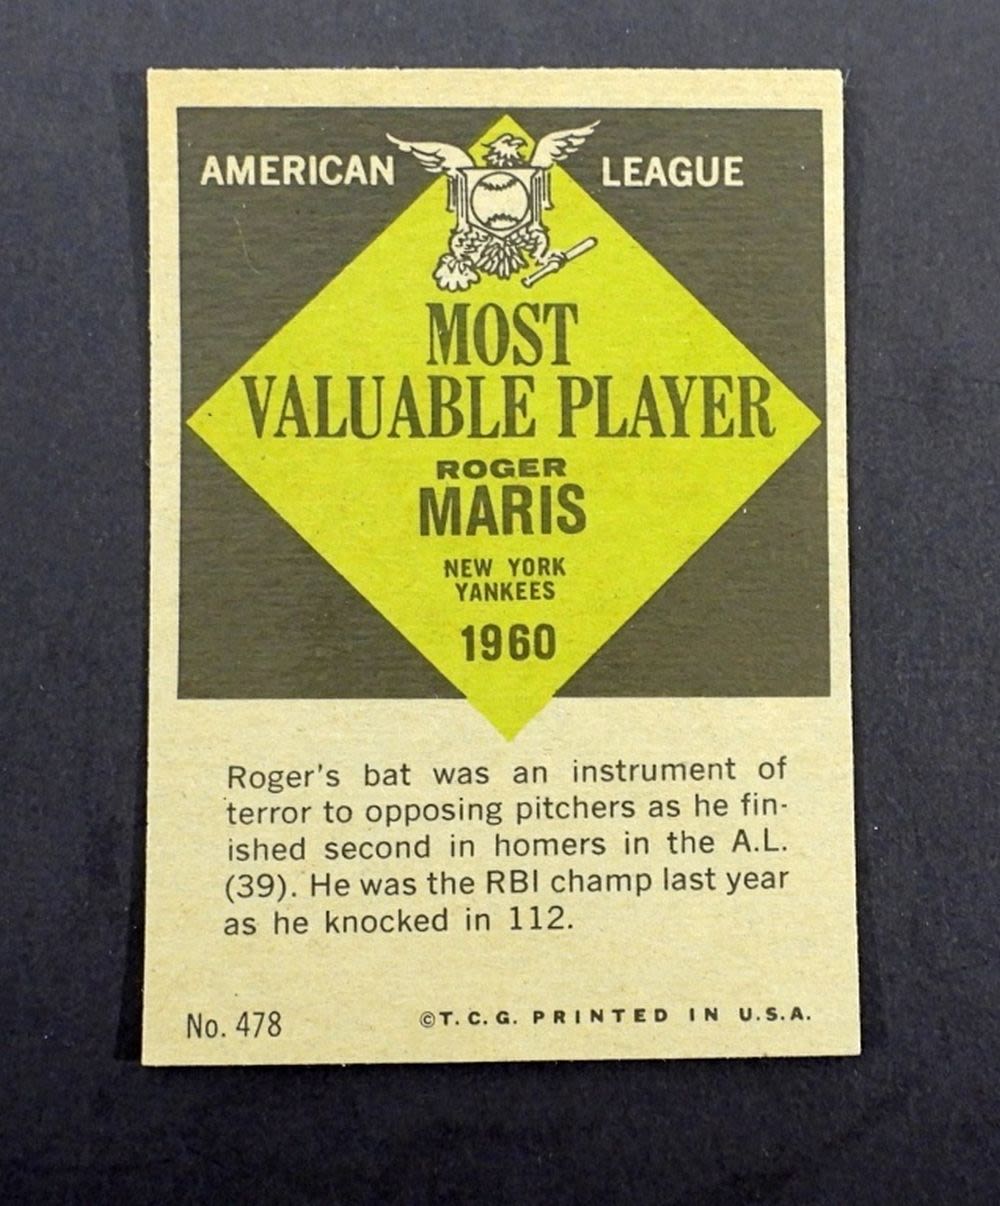 AMERICAN LEAGUE
MOST
VALUABLE PLAYER
ROGER
MARIS
NEW YORK
YANKEES
1960
Roger's bat was an instrument of
terror to opposing pitchers as he fin-
ished second in homers in the A.L.
(39). He was the RBI champ last year
as he knocked in 112.
No. 478 ©T.C.G. PRINTED IN U.S.A.